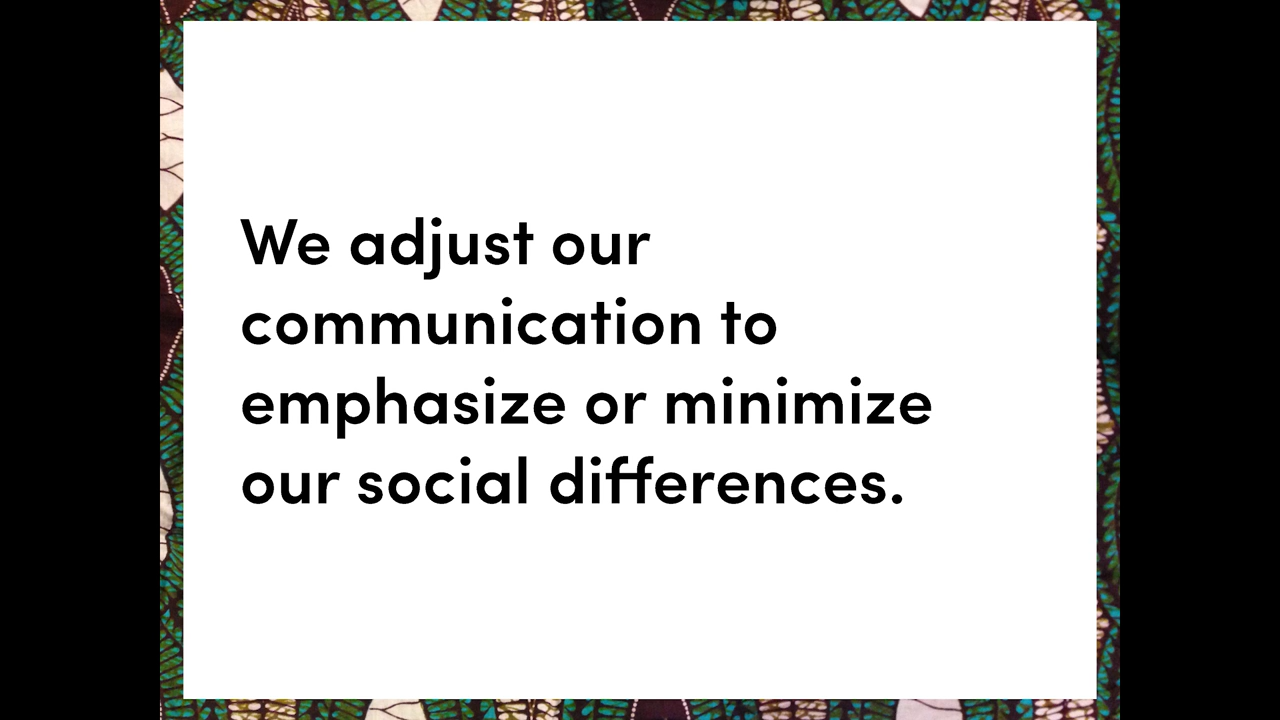 We adjust our
communication to
emphasize or minimize
our social differences.